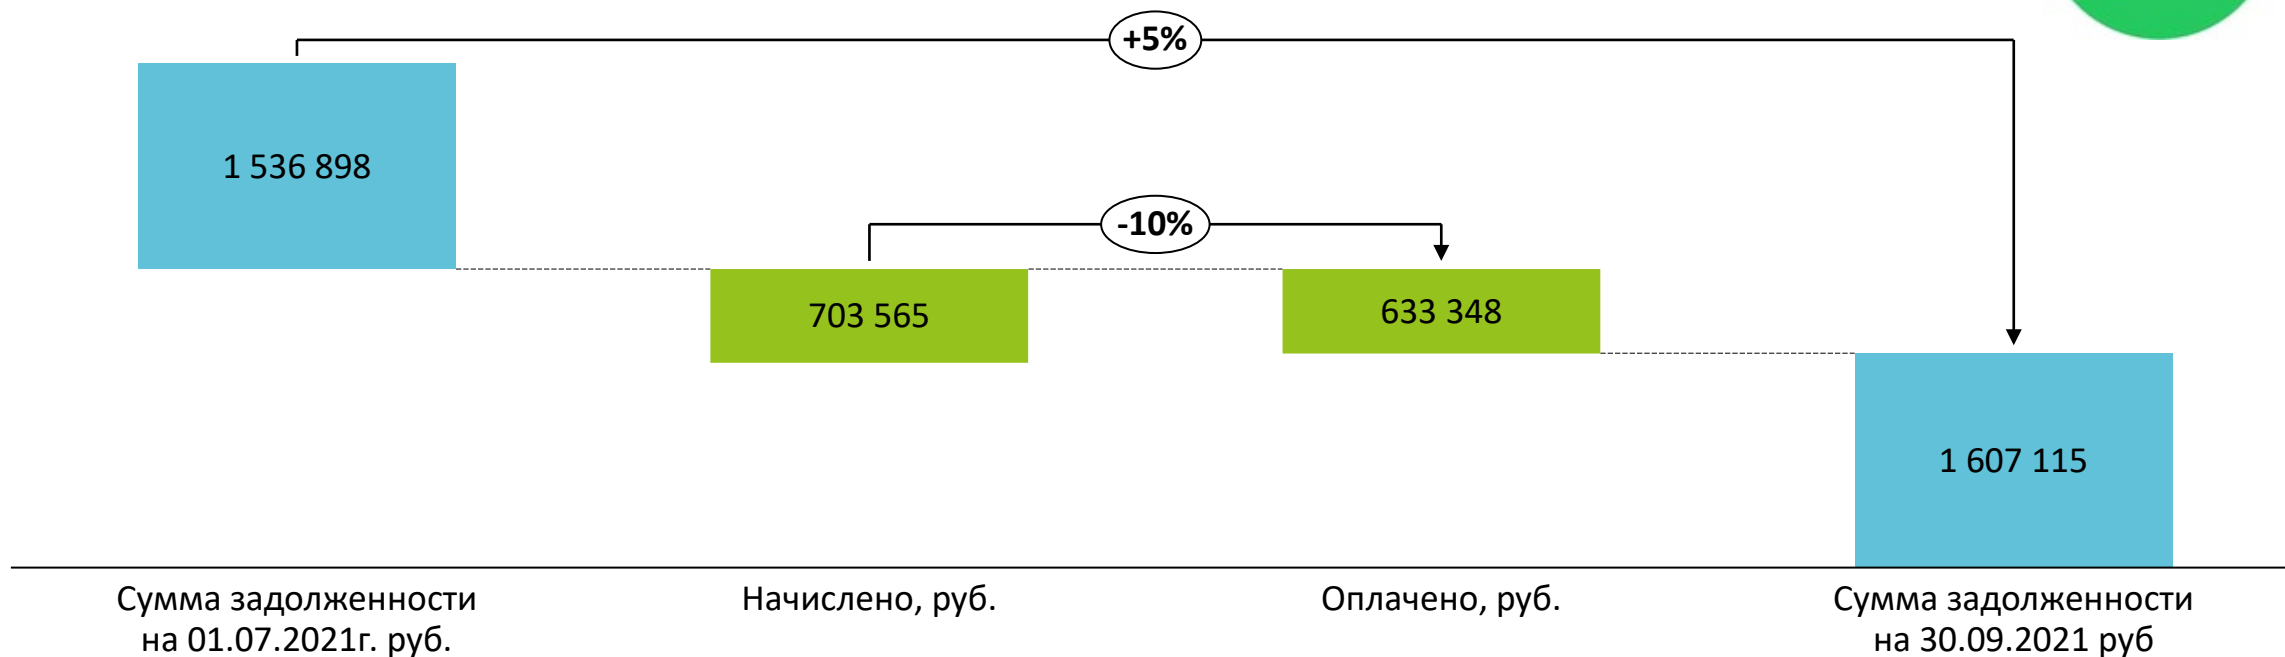 +5%
1 536 898
-10%
703 565
633 348
1 607 115
Сумма задолженности
на 01.07.2021г. руб.
Начислено, руб.
Оплачено, руб.
Сумма задолженности
на 30.09.2021 руб